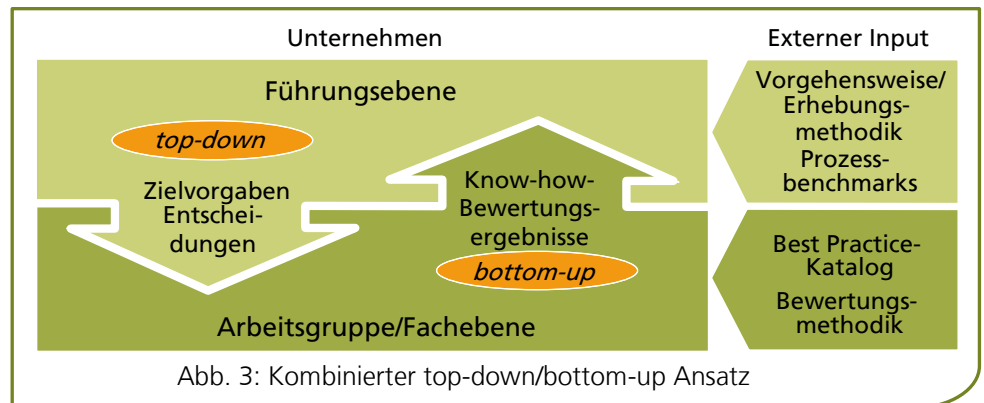 Unternehmen
Externer Input
Führungsebene
top-down
Zielvorgaben
Entschei-
dungen
Know-how-
Bewertungs-
ergebnisse
bottom-up
Arbeitsgruppe/Fachebene
Vorgehensweise/
Erhebungs-
methodik
Prozess-
benchmarks
Best Practice-
Katalog
Bewertungs-
methodik
Abb. 3: Kombinierter top-down/bottom-up Ansatz